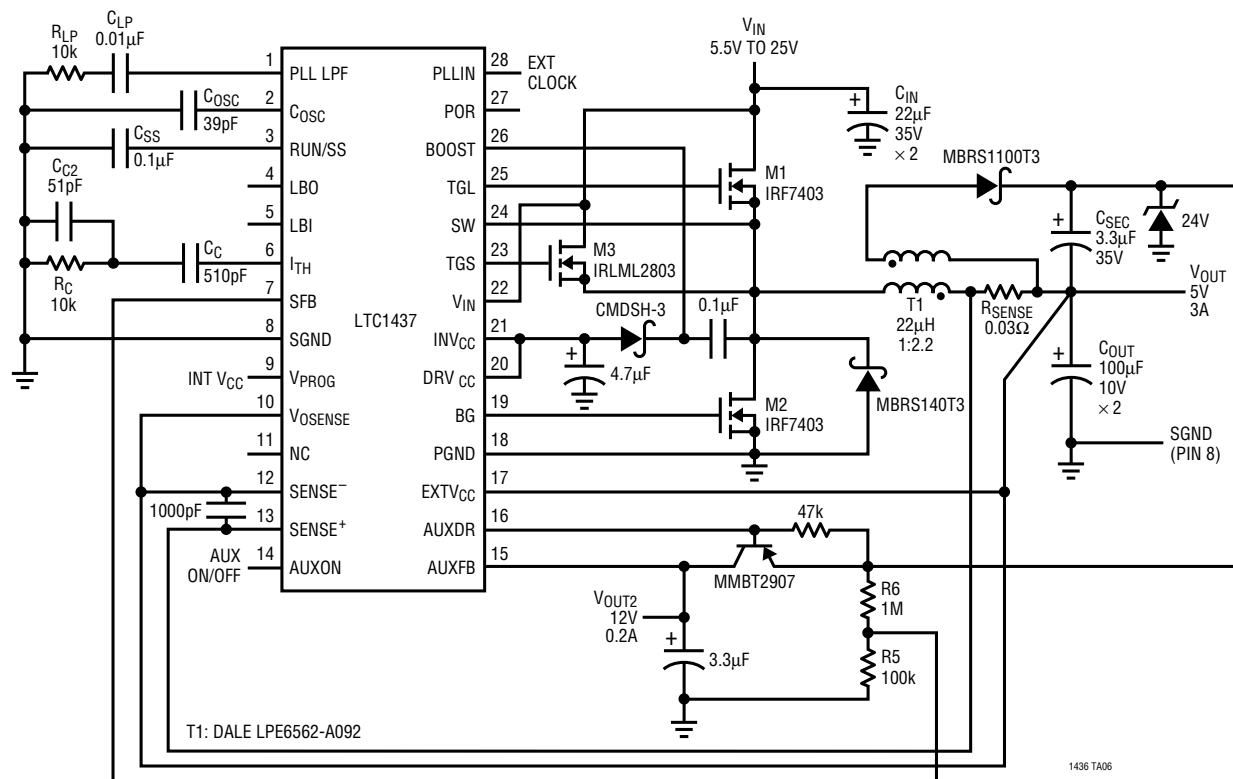 C_LP
0.01µF
R_LP
10k
C_OSC
39pF
C_SS
0.1µF
C_C2
51pF
C_C
510pF
R_C
10k
INT V_CC
1000pF
AUX
ON/OFF
1 PLL LPF
2 C_OSC
3 RUN/SS
4 LBO
5 LBI
6 I_TH
7 SFB
8 SGND
9 V_PROG
10 V_OSENSE
11 NC
12 SENSE⁻
13 SENSE⁺
14 AUXON
LTC1437
PLLIN 28
POR 27
BOOST 26
TGL 25
SW 24
TGS 23
V_IN 22
INV_CC 21
DRV_CC 20
BG 19
PGND 18
EXTV_CC 17
AUXDR 16
AUXFB 15
EXT
CLOCK
V_IN
5.5V TO 25V
+
C_IN
22µF
35V
× 2
M1
IRF7403
M3
IRLML2803
CMDSH-3
0.1µF
+
4.7µF
M2
IRF7403
MBRS140T3
MBRS1100T3
+
C_SEC
3.3µF
35V
24V
T1
22µH
1:2.2
R_SENSE
0.03Ω
V_OUT
5V
3A
+
C_OUT
100µF
10V
× 2
SGND
(PIN 8)
47k
MMBT2907
R6
1M
R5
100k
V_OUT2
12V
0.2A
+
3.3µF
T1: DALE LPE6562-A092
1436 TA06